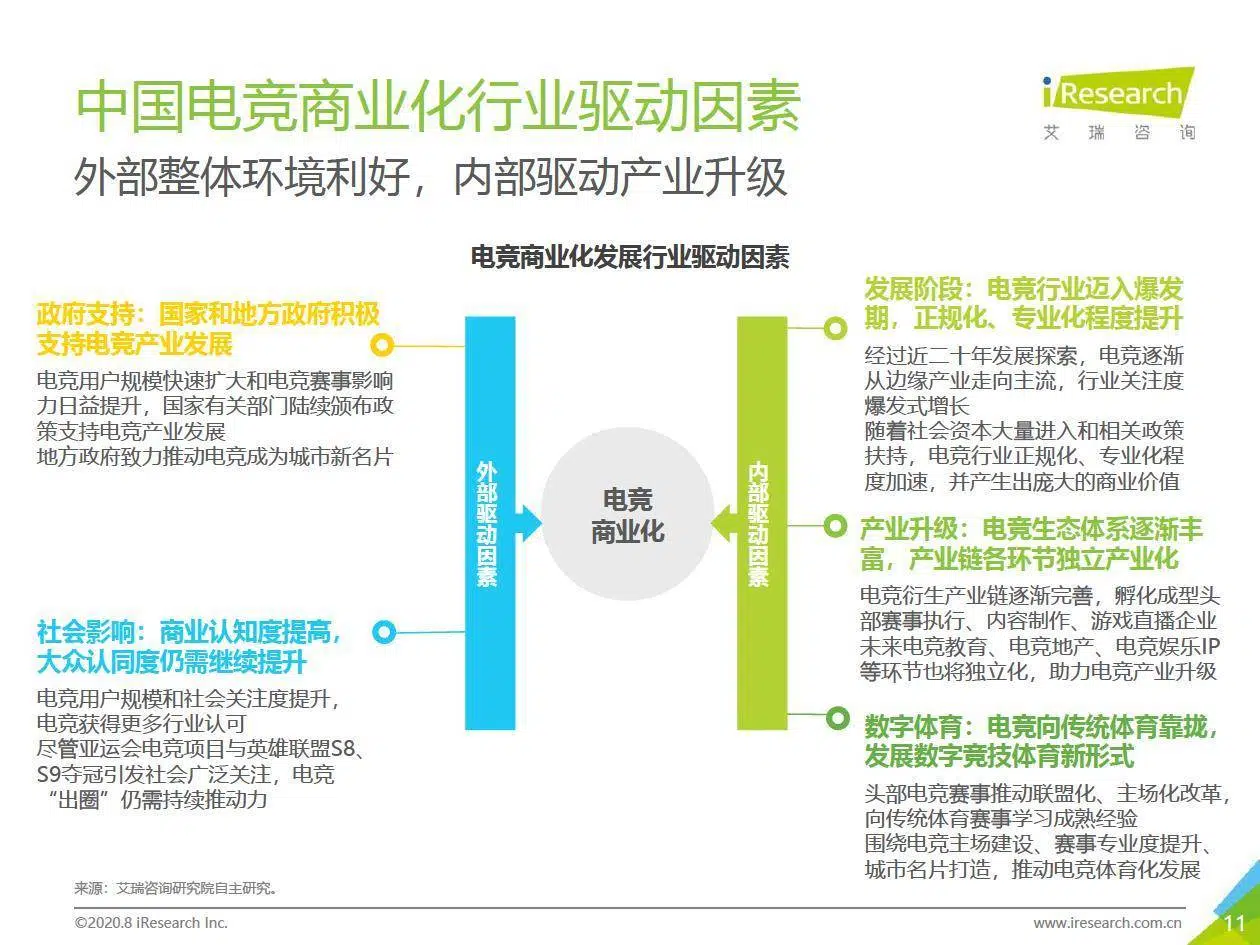 中国电竞商业化行业驱动因素
iResearch
艾 瑞 咨 询
外部整体环境利好，内部驱动产业升级
电竞商业化发展行业驱动因素
政府支持：国家和地方政府积极
支持电竞产业发展
电竞用户规模快速扩大和电竞赛事影响
力日益提升，国家有关部门陆续颁布政
策支持电竞产业发展
地方政府致力推动电竞成为城市新名片
社会影响：商业认知度提高，
大众认同度仍需继续提升
电竞用户规模和社会关注度提升，
电竞获得更多行业认可
尽管亚运会电竞项目与英雄联盟S8、
S9夺冠引发社会广泛关注，电竞
“出圈”仍需持续推动力
外部驱动因素
电竞
商业化
内部驱动因素
发展阶段：电竞行业迈入爆发
期，正规化、专业化程度提升
经过近二十年发展探索，电竞逐渐
从边缘产业走向主流，行业关注度
爆发式增长
随着社会资本大量进入和相关政策
扶持，电竞行业正规化、专业化程
度加速，并产生出庞大的商业价值
产业升级：电竞生态体系逐渐丰
富，产业链各环节独立产业化
电竞衍生产业链逐渐完善，孵化成型头
部赛事执行、内容制作、游戏直播企业
未来电竞教育、电竞地产、电竞娱乐IP
等环节也将独立化，助力电竞产业升级
数字体育：电竞向传统体育靠拢，
发展数字竞技体育新形式
头部电竞赛事推动联盟化、主场化改革，
向传统体育赛事学习成熟经验
围绕电竞主场建设、赛事专业度提升、
城市名片打造，推动电竞体育化发展
来源：艾瑞咨询研究院自主研究。
©2020.8 iResearch Inc.
www.iresearch.com.cn
11